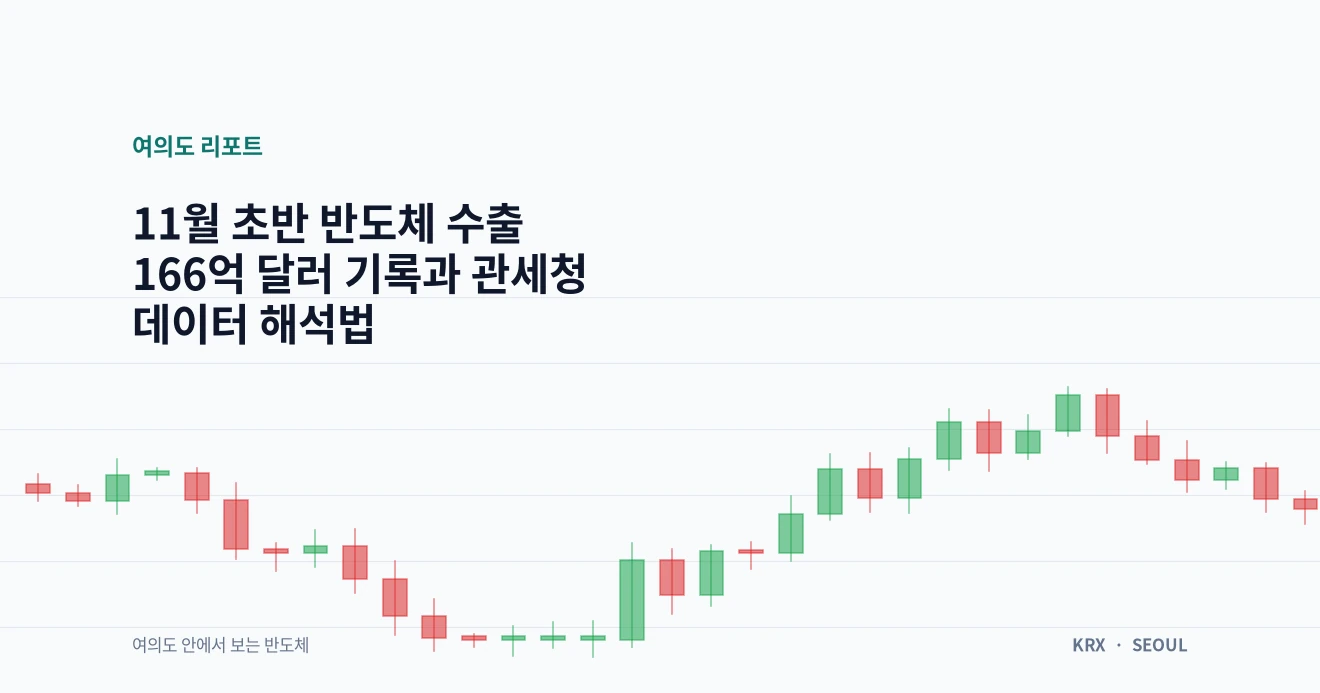 여의도 리포트
11월 초반 반도체 수출
166억 달러 기록과 관세청
데이터 해석법
여의도 안에서 보는 반도체
KRX · SEOUL